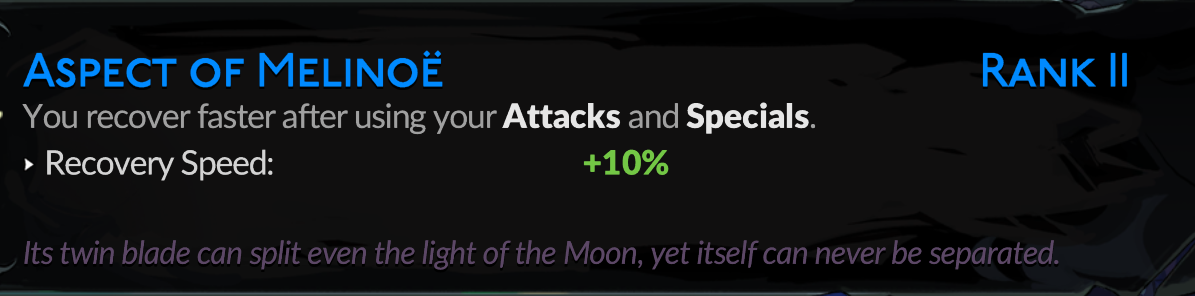 Aspect of Melinoë Rank II
You recover faster after using your Attacks and Specials.
▸ Recovery Speed: +10%
Its twin blade can split even the light of the Moon, yet itself can never be separated.